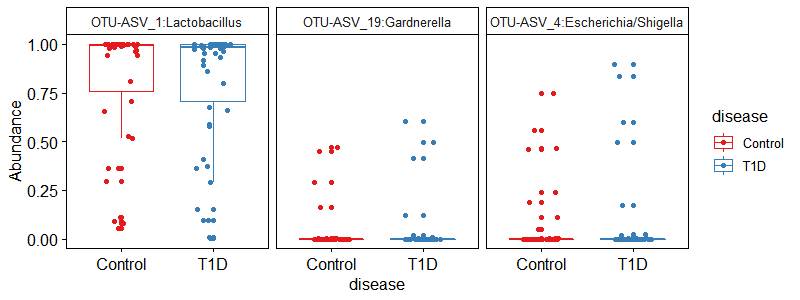 OTU-ASV_1:Lactobacillus
OTU-ASV_19:Gardnerella
OTU-ASV_4:Escherichia/Shigella
Abundance
1.00
0.75
0.50
0.25
0.00
Control
T1D
Control
T1D
Control
T1D
disease
disease
Control
T1D